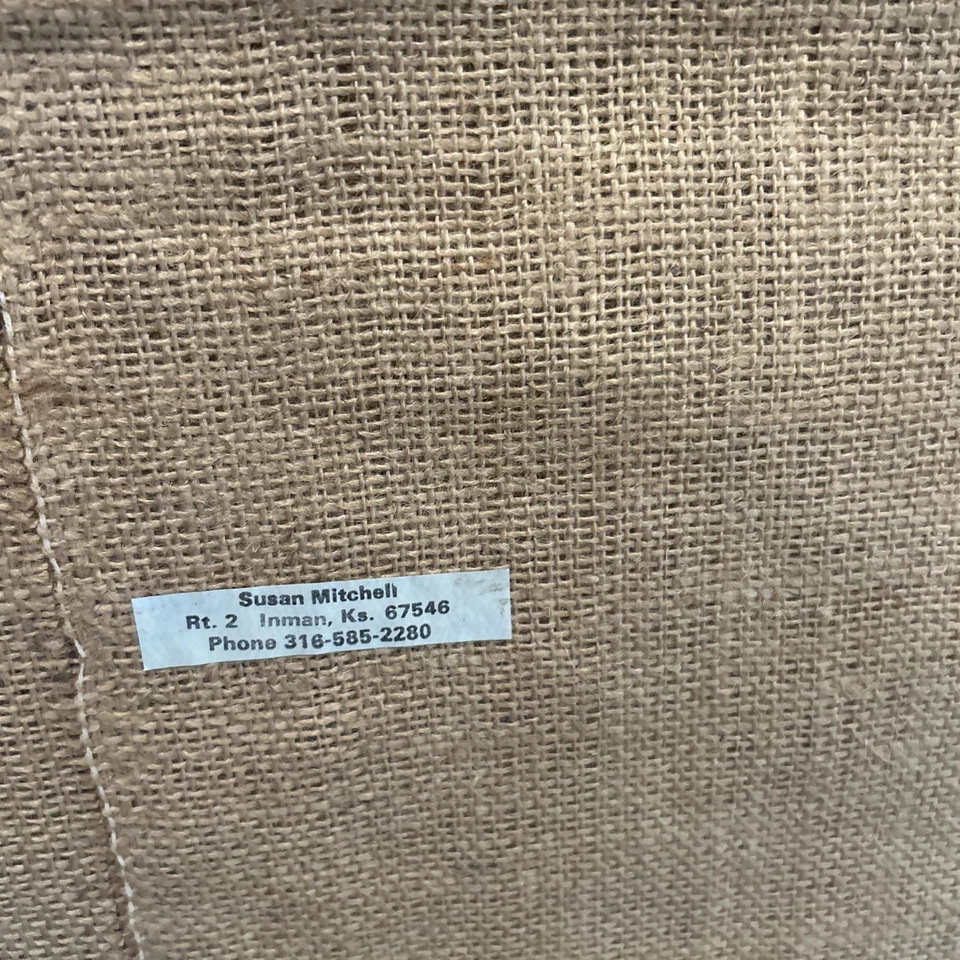 Susan Mitchell
Rt. 2 Inman, Ks. 67546
Phone 316-585-2280